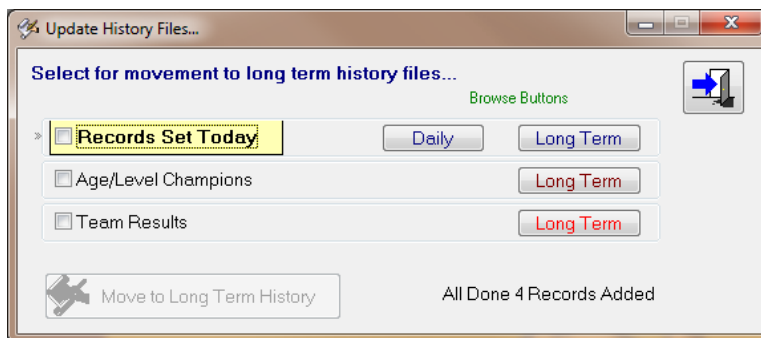 Update History Files...
Select for movement to long term history files...
Browse Buttons
» Records Set Today Daily Long Term
Age/Level Champions Long Term
Team Results Long Term
Move to Long Term History All Done 4 Records Added